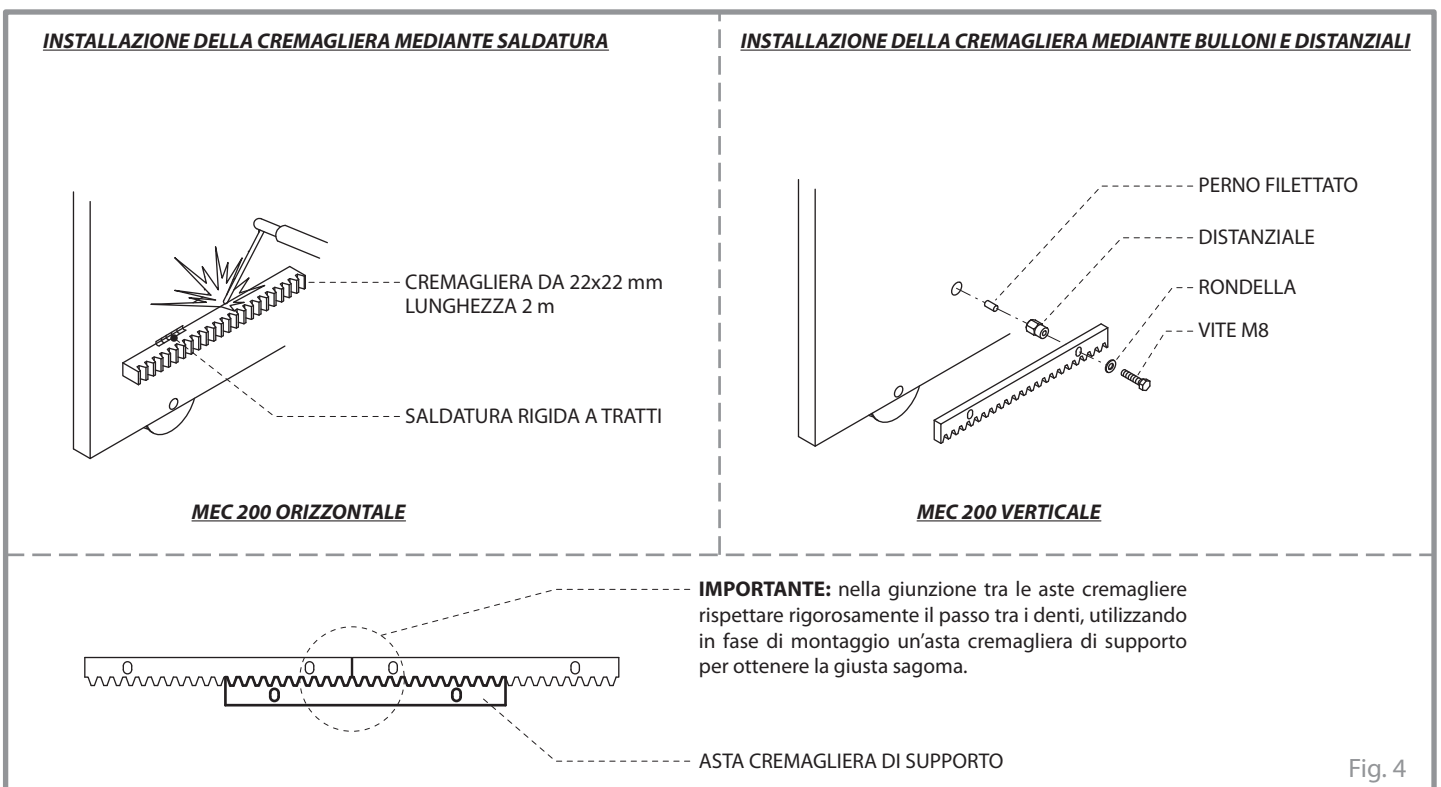 INSTALLAZIONE DELLA CREMAGLIERA MEDIANTE SALDATURA
CREMAGLIERA DA 22x22 mm
LUNGHEZZA 2 m
SALDATURA RIGIDA A TRATTI
MEC 200 ORIZZONTALE
INSTALLAZIONE DELLA CREMAGLIERA MEDIANTE BULLONI E DISTANZIALI
PERNO FILETTATO
DISTANZIALE
RONDELLA
VITE M8
MEC 200 VERTICALE
IMPORTANTE: nella giunzione tra le aste cremagliere
rispettare rigorosamente il passo tra i denti, utilizzando
in fase di montaggio un'asta cremagliera di supporto
per ottenere la giusta sagoma.
ASTA CREMAGLIERA DI SUPPORTO
Fig. 4